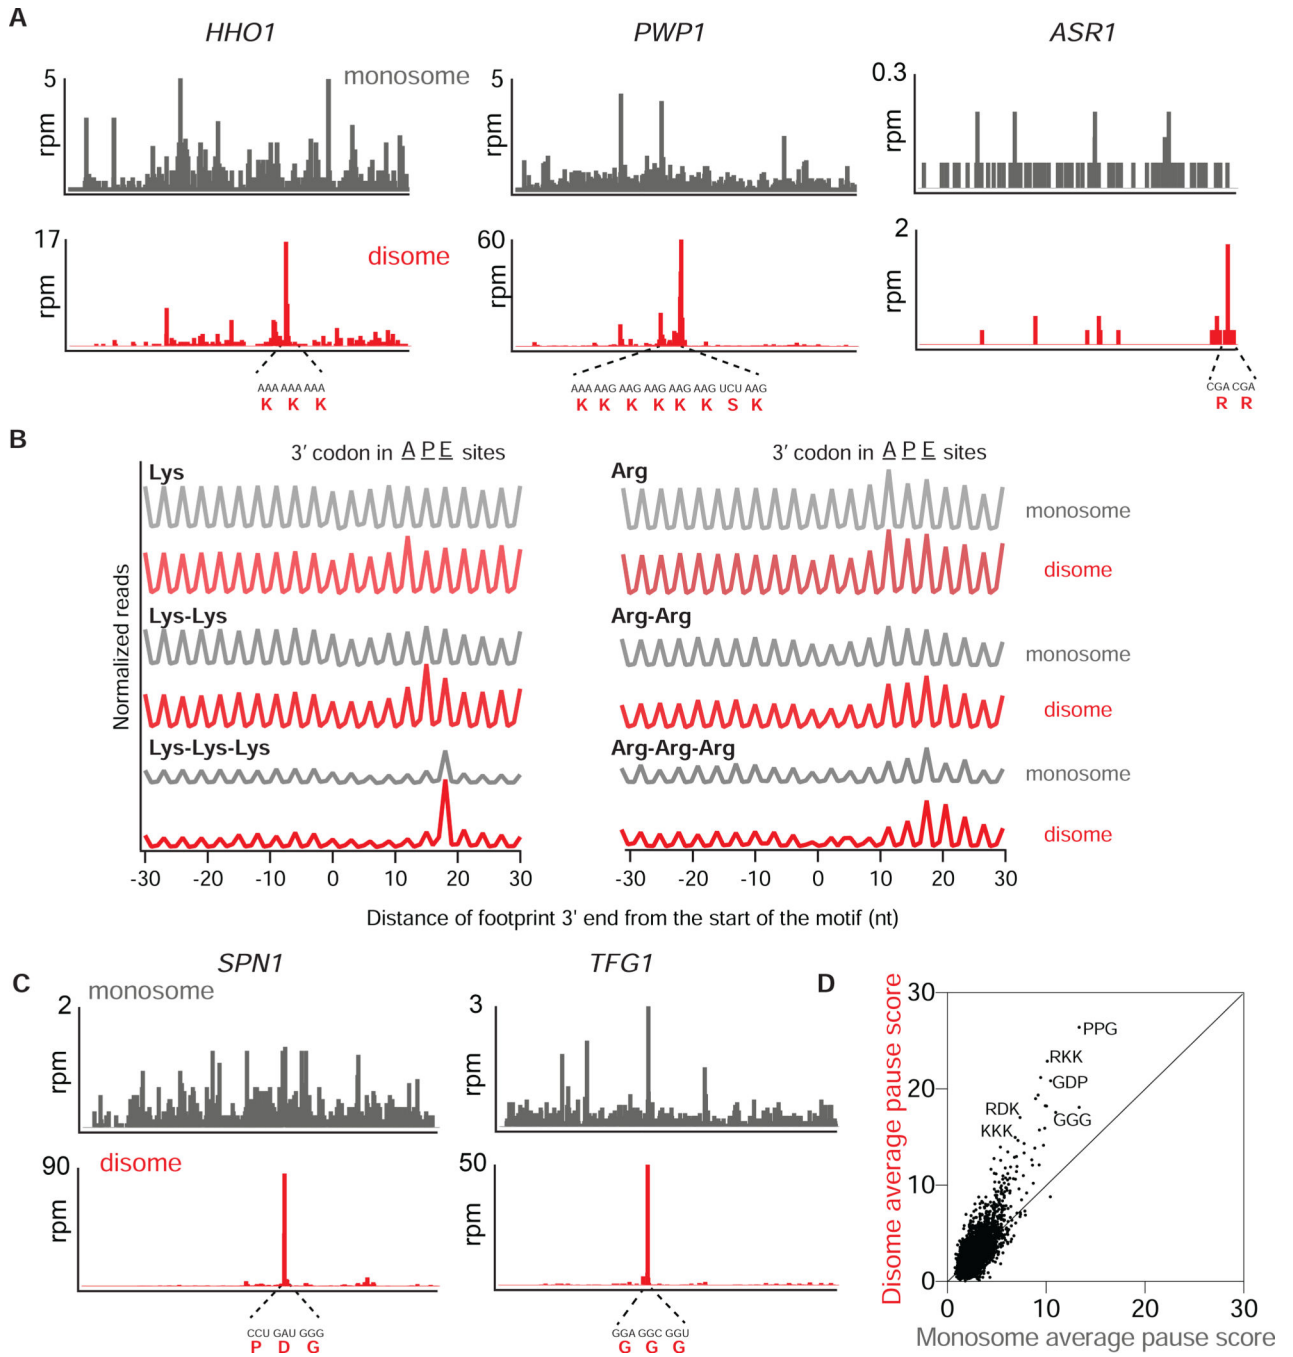 A
HHO1
PWP1
ASR1
5
monosome
rpm
5
rpm
0.3
rpm
17
disome
rpm
60
rpm
2
rpm
AAA AAA AAA
K K K
AAA AAG AAG AAG AAG AAG UCU AAG
K K K K K K S K
CGA CGA
R R
B
3′ codon in A P E sites
3′ codon in A P E sites
Lys
Arg
monosome
disome
Lys-Lys
Arg-Arg
monosome
disome
Lys-Lys-Lys
Arg-Arg-Arg
monosome
disome
Normalized reads
-30 -20 -10 0 10 20 30
-30 -20 -10 0 10 20 30
Distance of footprint 3' end from the start of the motif (nt)
C
SPN1
TFG1
monosome
2
rpm
3
rpm
disome
90
rpm
50
rpm
CCU GAU GGG
P D G
GGA GGC GGU
G G G
D
Disome average pause score
30
20
10
0
PPG
RKK
GDP
RDK
GGG
KKK
0 10 20 30
Monosome average pause score